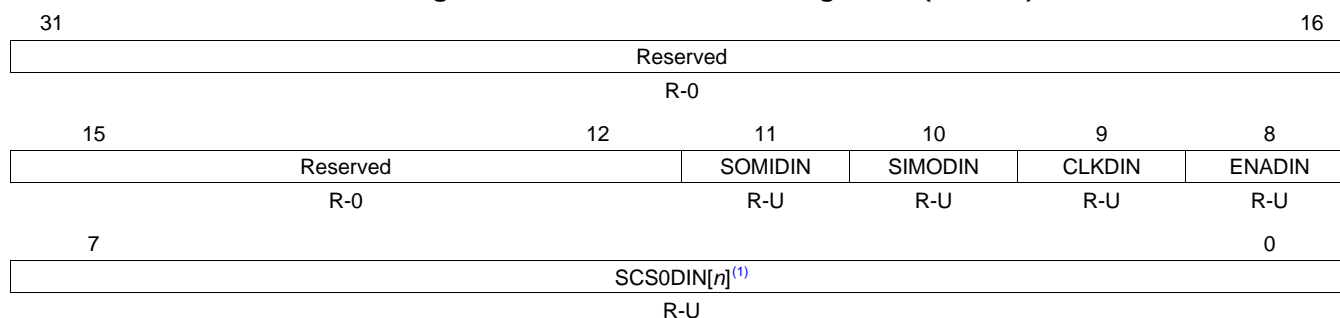 31 16
Reserved
R-0
15 12 11 10 9 8
Reserved SOMIDIN SIMODIN CLKDIN ENADIN
R-0 R-U R-U R-U R-U
7 0
SCS0DIN[n](1)
R-U